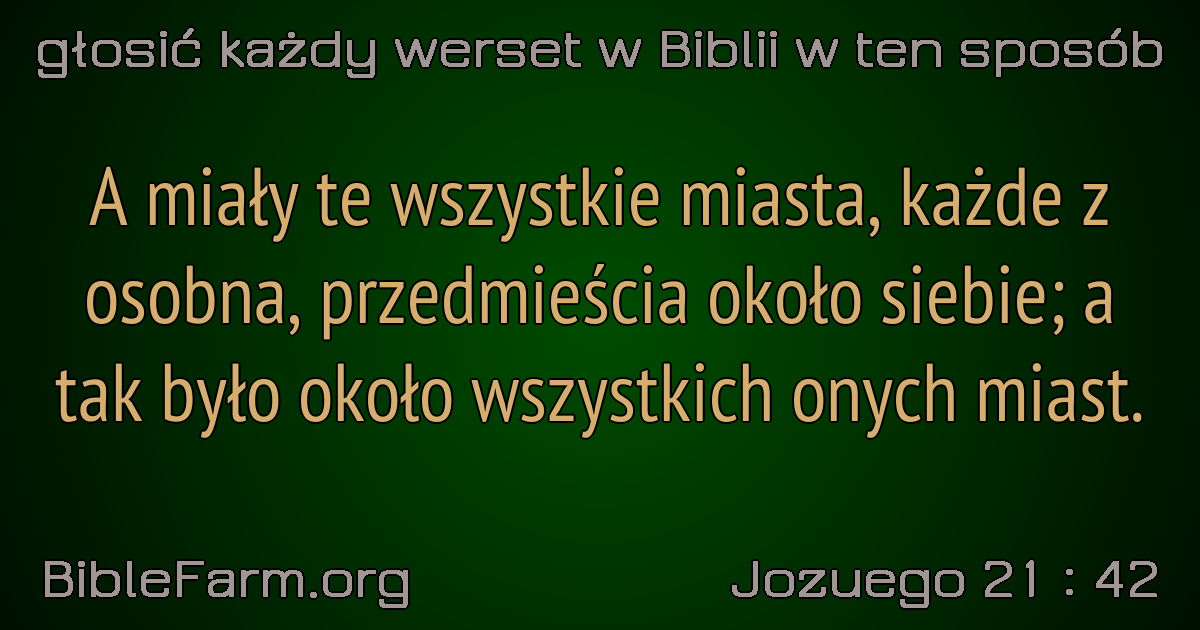 głosić każdy werset w Biblii w ten sposób
A miały te wszystkie miasta, każde z
osobna, przedmieścia około siebie; a
tak było około wszystkich onych miast.
BibleFarm.org
Jozuego 21 : 42